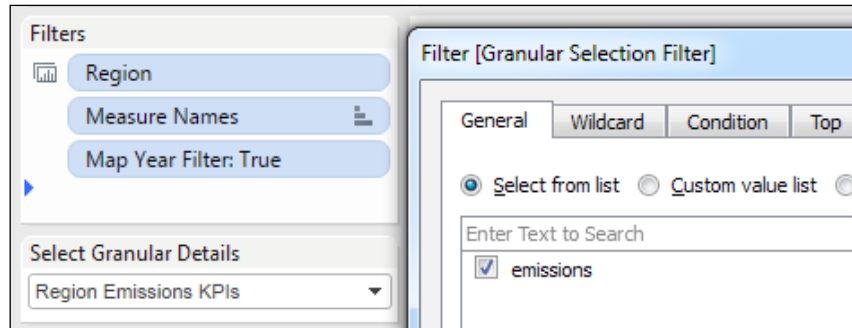 Filters
Region
Measure Names
Map Year Filter: True
Select Granular Details
Region Emissions KPIs
Filter [Granular Selection Filter]
General Wildcard Condition Top
Select from list Custom value list
Enter Text to Search
emissions